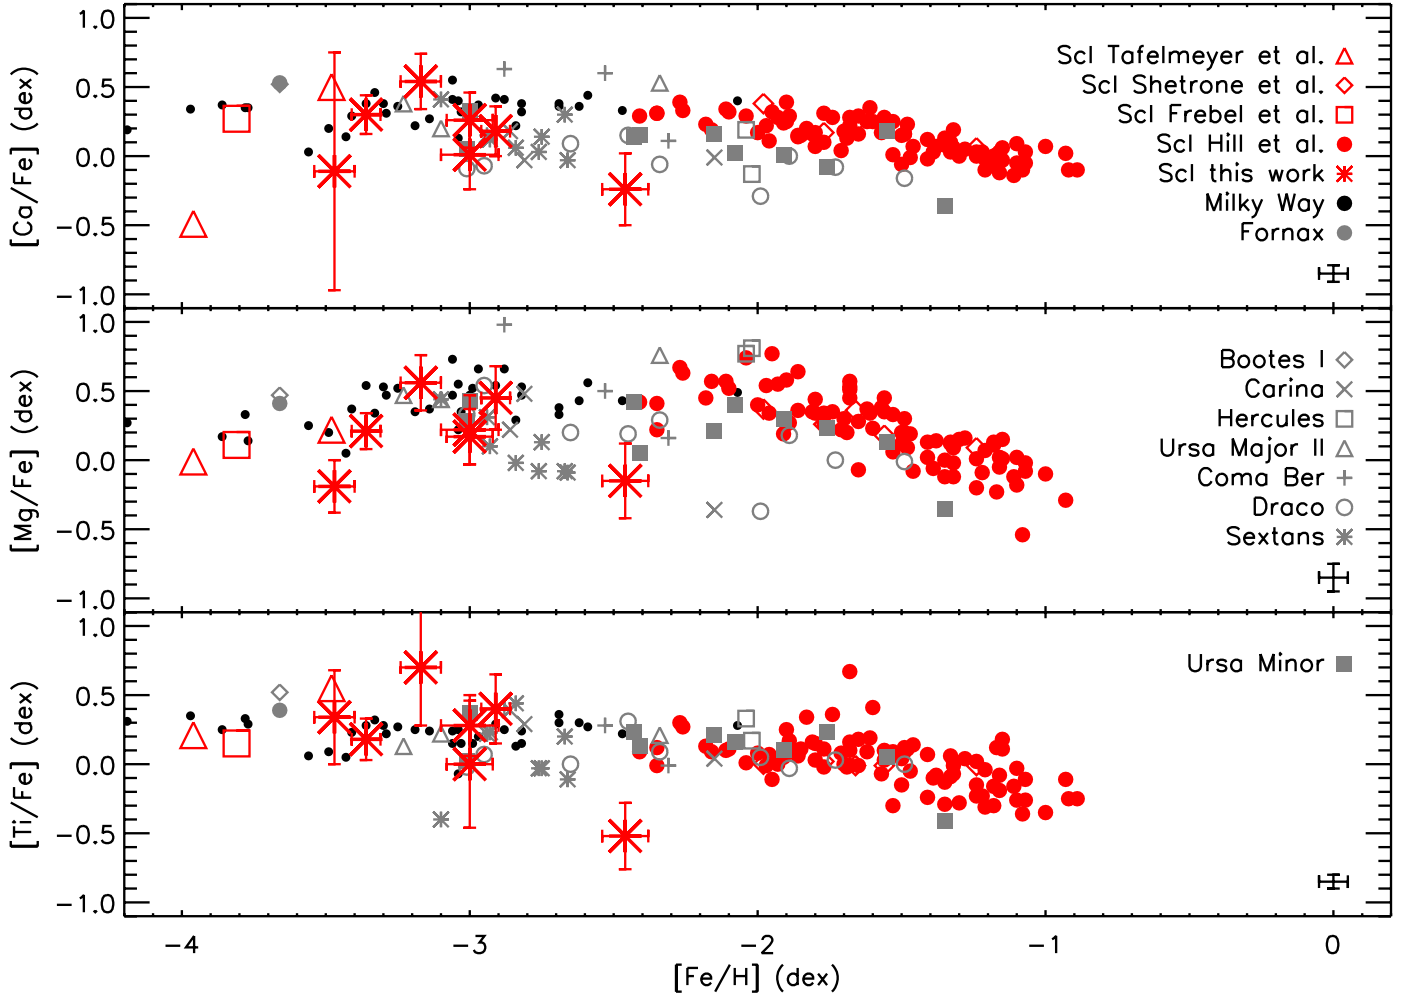 1.0
0.5
0.0
−0.5
−1.0
[Ca/Fe] (dex)
Scl Tafelmeyer et al.
Scl Shetrone et al.
Scl Frebel et al.
Scl Hill et al.
Scl this work
Milky Way
Fornax
1.0
0.5
0.0
−0.5
−1.0
[Mg/Fe] (dex)
Bootes I
Carina
Hercules
Ursa Major II
Coma Ber
Draco
Sextans
1.0
0.5
0.0
−0.5
−1.0
[Ti/Fe] (dex)
Ursa Minor
−4 −3 −2 −1 0
[Fe/H] (dex)